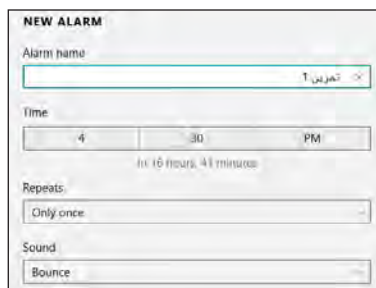 NEW ALARM
Alarm name
تمرین 1
Time
4 30 PM
In 16 hours, 41 minutes
Repeats
Only once
Sound
Bounce